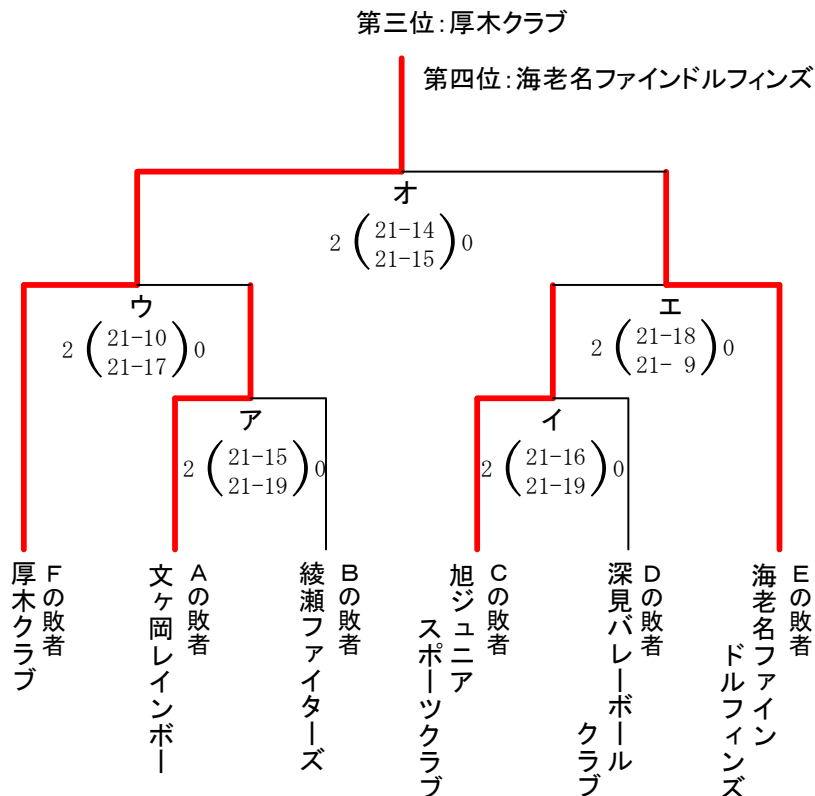 第三位:厚木クラブ
第四位:海老名ファインドルフィンズ
オ
2 (21-14 21-15) 0
ウ
2 (21-10 21-17) 0
エ
2 (21-18 21- 9) 0
ア
2 (21-15 21-19) 0
イ
2 (21-16 21-19) 0
Fの敗者
厚木クラブ
Aの敗者
文ヶ岡レインボー
Bの敗者
綾瀬ファイターズ
Cの敗者
旭ジュニア
スポーツクラブ
Dの敗者
深見バレーボール
クラブ
Eの敗者
海老名ファイン
ドルフィンズ